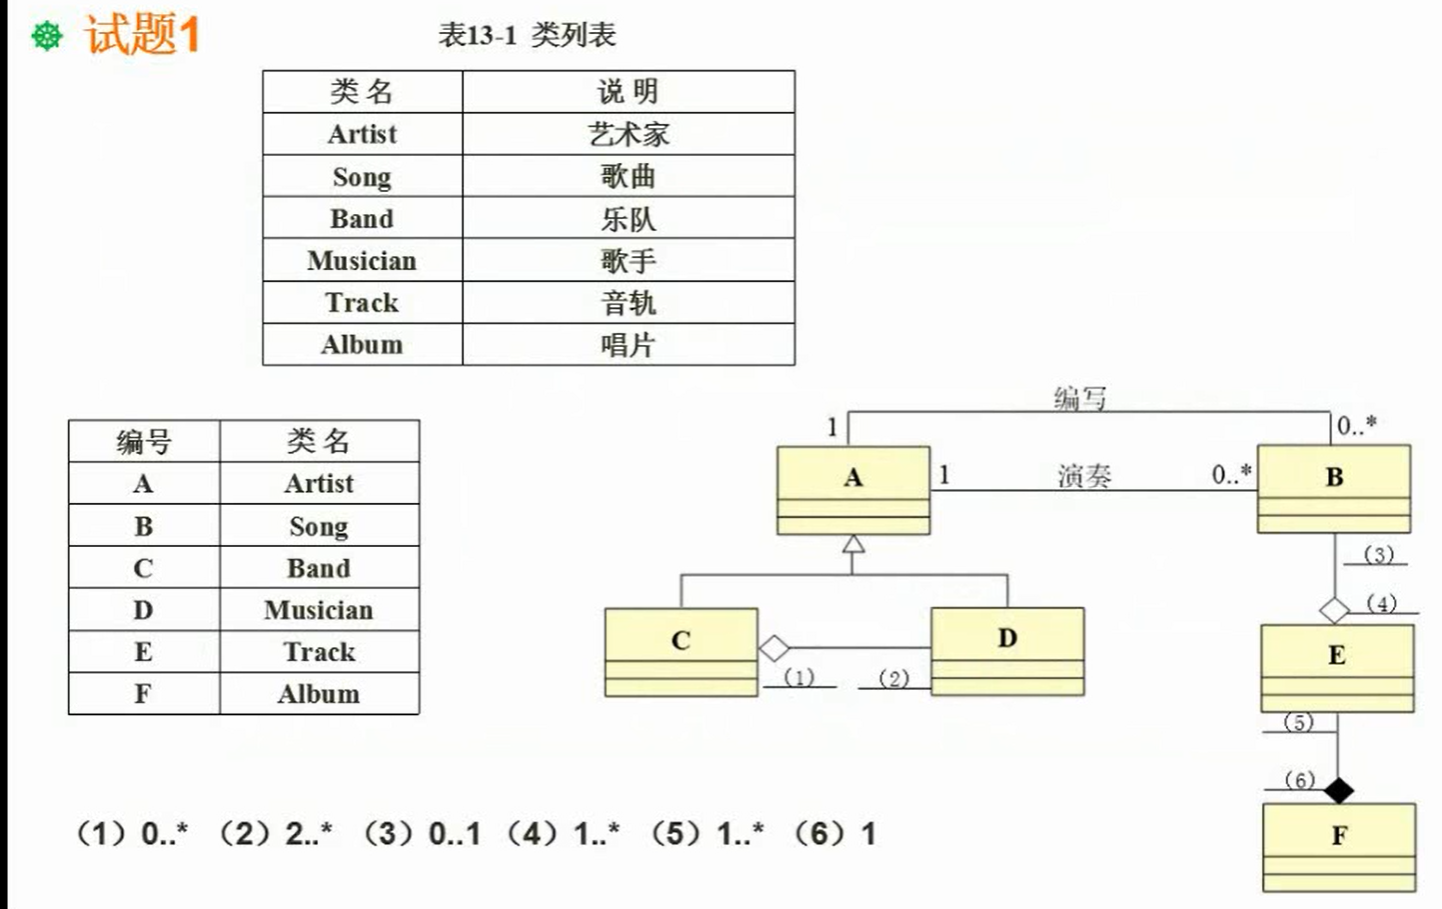 试题1
表13-1 类列表
类 名 说 明
Artist 艺术家
Song 歌曲
Band 乐队
Musician 歌手
Track 音轨
Album 唱片
编号 类 名
A Artist
B Song
C Band
D Musician
E Track
F Album
编写
1 0..*
A 1 演奏 0..* B
(3)
(4)
C D E
(1) (2)
(5)
(6)
F
(1) 0..* (2) 2..* (3) 0..1 (4) 1..* (5) 1..* (6) 1